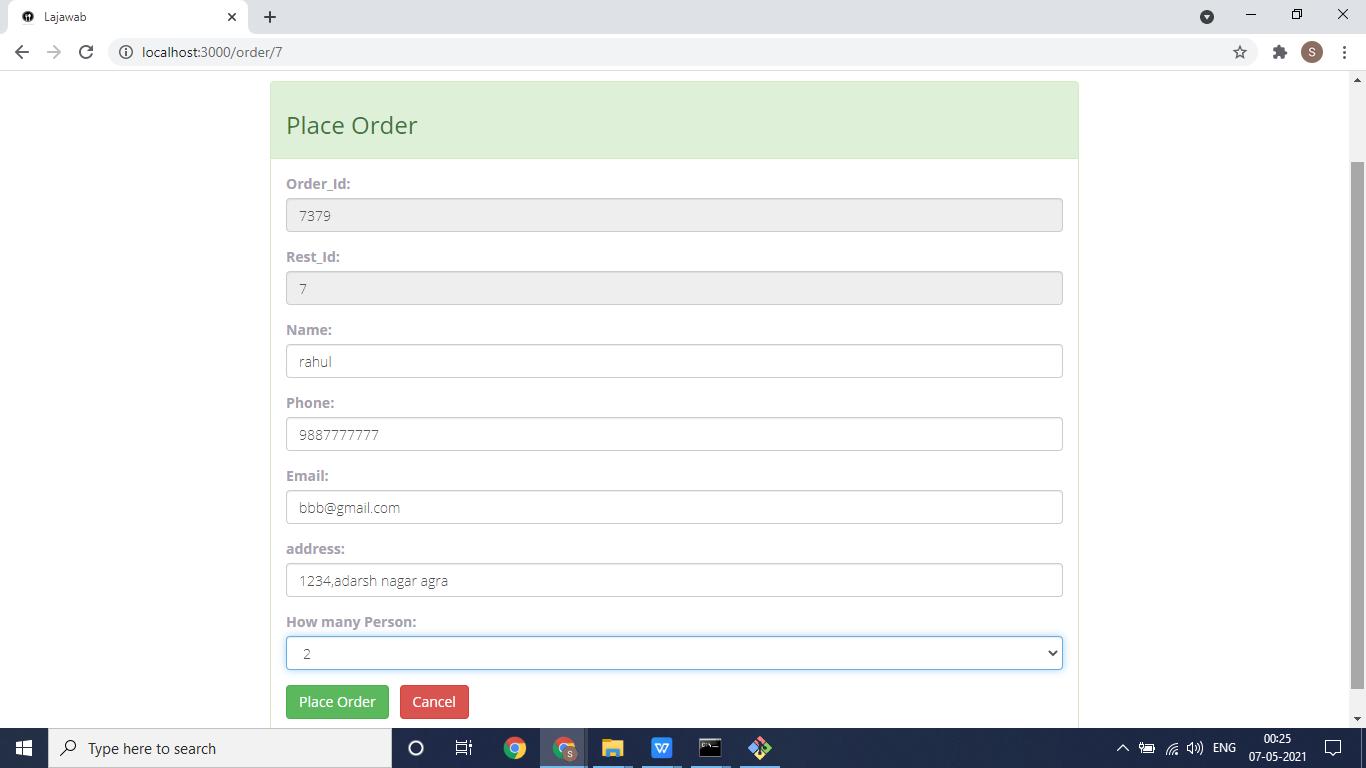 Lajawab
localhost:3000/order/7
S
Place Order
Order_Id:
7379
Rest_Id:
7
Name:
rahul
Phone:
9887777777
Email:
bbb@gmail.com
address:
1234,adarsh nagar agra
How many Person:
2
Place Order Cancel
Type here to search
S
W
C:\.
ENG
00:25
07-05-2021